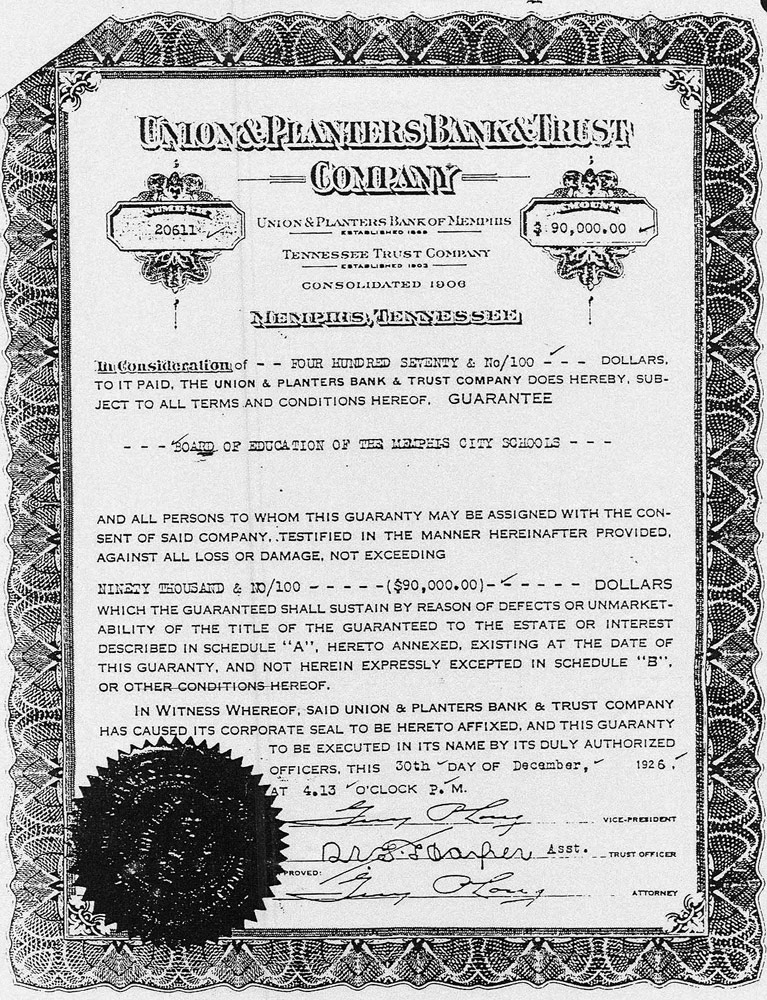 UNION & PLANTERS BANK & TRUST
COMPANY
NUMBER
20611
AMOUNT
$ 90,000.00
UNION & PLANTERS BANK OF MEMPHIS
ESTABLISHED 1869
TENNESSEE TRUST COMPANY
ESTABLISHED 1903
CONSOLIDATED 1906
MEMPHIS, TENNESSEE
In Consideration of - - FOUR HUNDRED SEVENTY & No/100 - - - DOLLARS,
TO IT PAID, THE UNION & PLANTERS BANK & TRUST COMPANY DOES HEREBY, SUB-
JECT TO ALL TERMS AND CONDITIONS HEREOF, GUARANTEE
- - - BOARD OF EDUCATION OF THE MEMPHIS CITY SCHOOLS - - -
AND ALL PERSONS TO WHOM THIS GUARANTY MAY BE ASSIGNED WITH THE CON-
SENT OF SAID COMPANY, TESTIFIED IN THE MANNER HEREINAFTER PROVIDED,
AGAINST ALL LOSS OR DAMAGE, NOT EXCEEDING
NINETY THOUSAND & NO/100 - - - - -($90,000.00)- - - - - - DOLLARS
WHICH THE GUARANTEED SHALL SUSTAIN BY REASON OF DEFECTS OR UNMARKET-
ABILITY OF THE TITLE OF THE GUARANTEED TO THE ESTATE OR INTEREST
DESCRIBED IN SCHEDULE "A", HERETO ANNEXED, EXISTING AT THE DATE OF
THIS GUARANTY, AND NOT HEREIN EXPRESSLY EXCEPTED IN SCHEDULE "B",
OR OTHER CONDITIONS HEREOF.
IN WITNESS WHEREOF, SAID UNION & PLANTERS BANK & TRUST COMPANY
HAS CAUSED ITS CORPORATE SEAL TO BE HERETO AFFIXED, AND THIS GUARANTY
TO BE EXECUTED IN ITS NAME BY ITS DULY AUTHORIZED
OFFICERS, THIS 30th DAY OF December, 1926,
AT 4.13 O'CLOCK P. M.
VICE-PRESIDENT
Asst. TRUST OFFICER
PROVED:
ATTORNEY